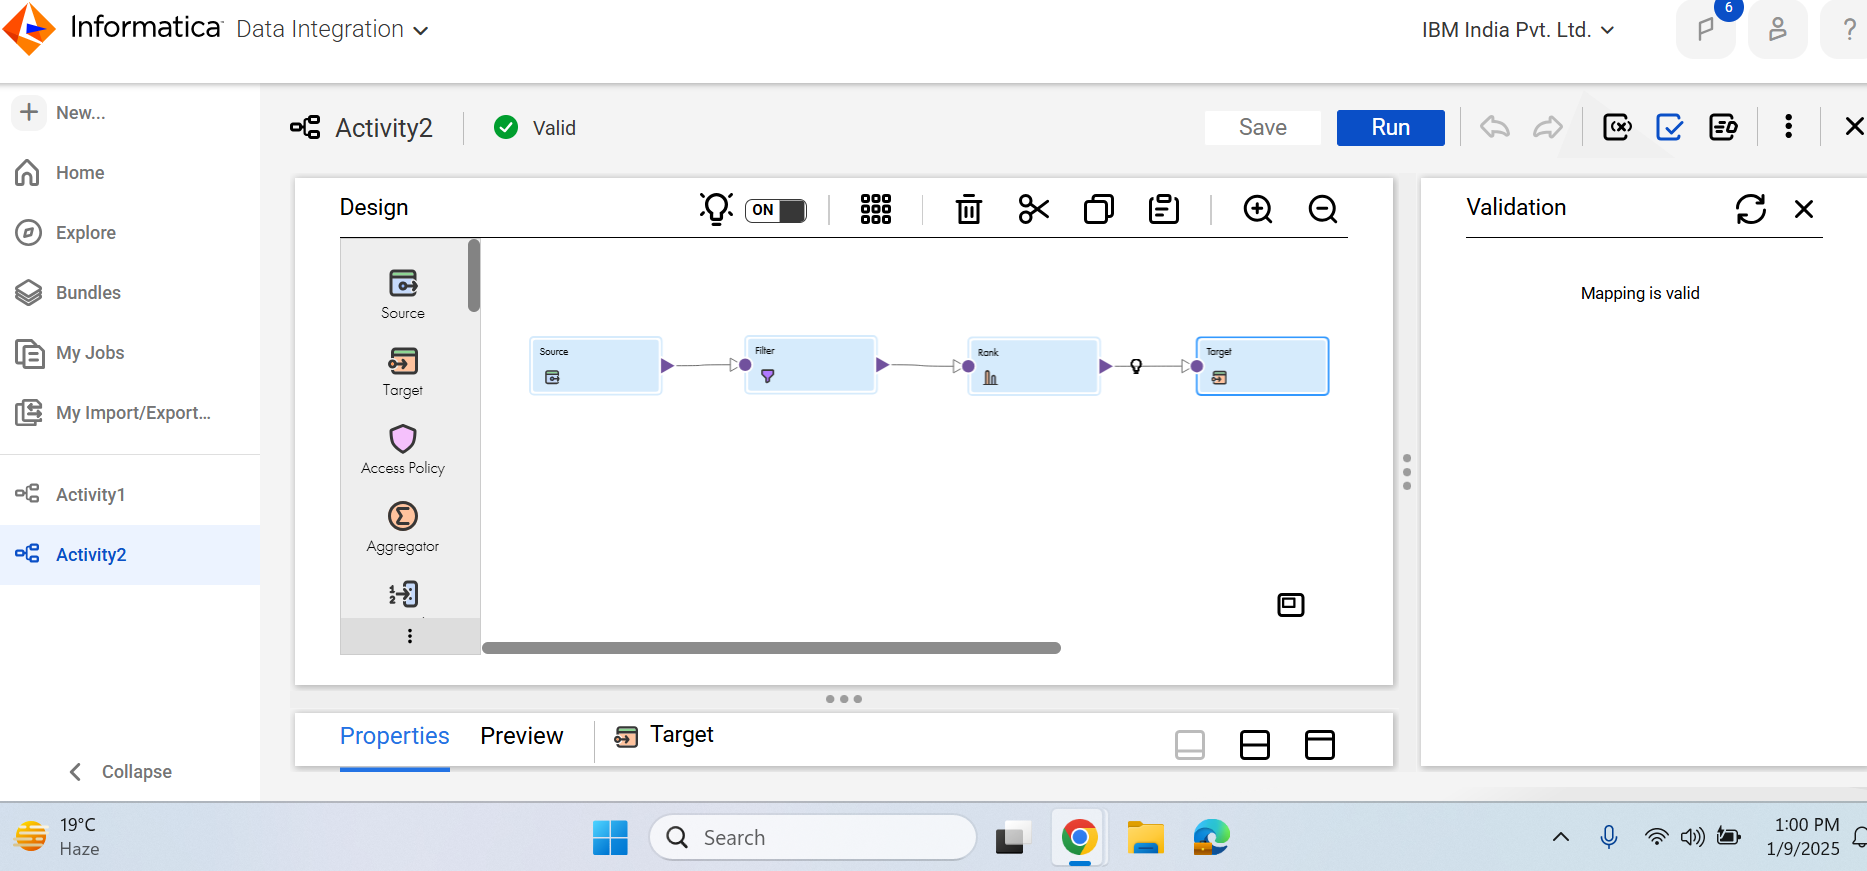 Informatica Data Integration
IBM India Pvt. Ltd.
6
?
New...
Home
Explore
Bundles
My Jobs
My Import/Export...
Activity1
Activity2
Collapse
Activity2
Valid
Save
Run
Design
ON
Source
Target
Access Policy
Aggregator
1
2
Source
Filter
Rank
Target
Validation
Mapping is valid
Properties
Preview
Target
19°C
Haze
Search
1:00 PM
1/9/2025